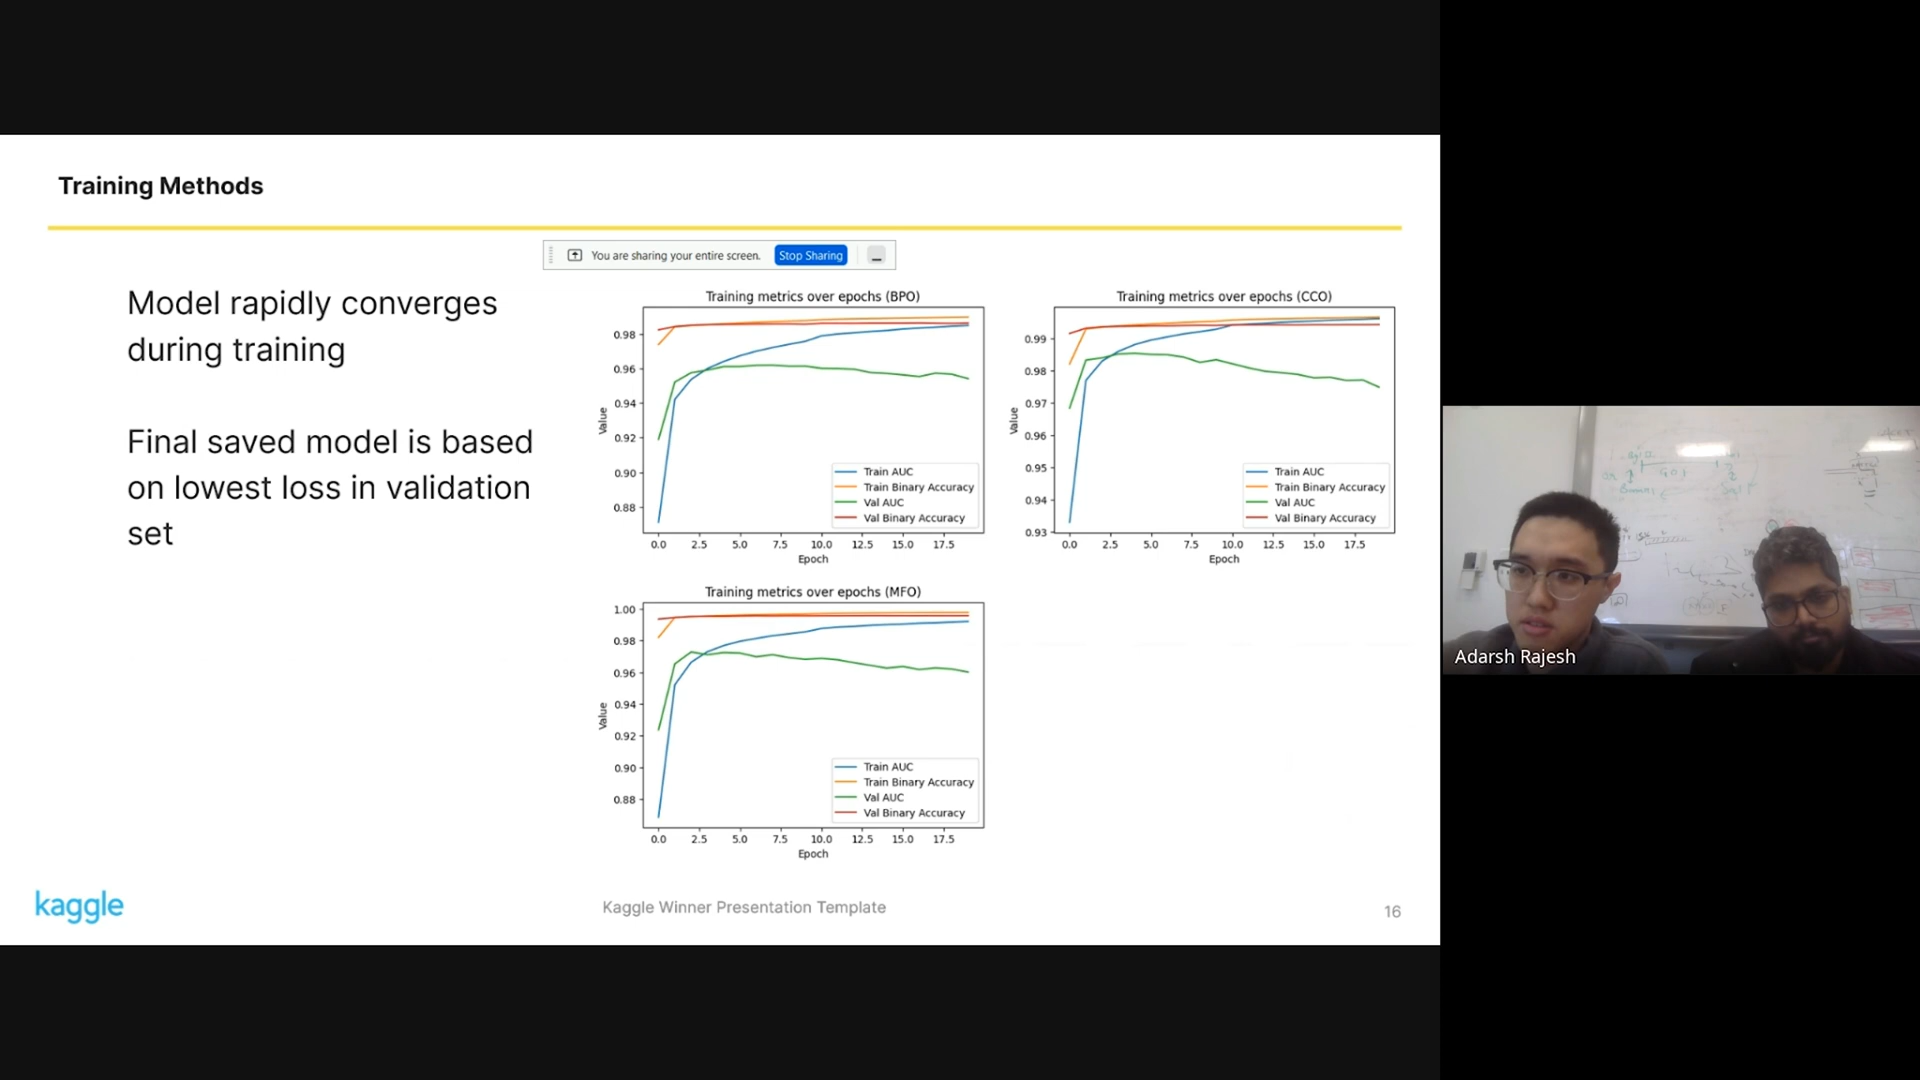 Training Methods
You are sharing your entire screen. Stop Sharing
Model rapidly converges
during training
Final saved model is based
on lowest loss in validation
set
Training metrics over epochs (BPO)
Value
0.98
0.96
0.94
0.92
0.90
0.88
Train AUC
Train Binary Accuracy
Val AUC
Val Binary Accuracy
0.0 2.5 5.0 7.5 10.0 12.5 15.0 17.5
Epoch
Training metrics over epochs (CCO)
Value
0.99
0.98
0.97
0.96
0.95
0.94
0.93
Train AUC
Train Binary Accuracy
Val AUC
Val Binary Accuracy
0.0 2.5 5.0 7.5 10.0 12.5 15.0 17.5
Epoch
Training metrics over epochs (MFO)
Value
1.00
0.98
0.96
0.94
0.92
0.90
0.88
Train AUC
Train Binary Accuracy
Val AUC
Val Binary Accuracy
0.0 2.5 5.0 7.5 10.0 12.5 15.0 17.5
Epoch
kaggle
Kaggle Winner Presentation Template
16
Adarsh Rajesh